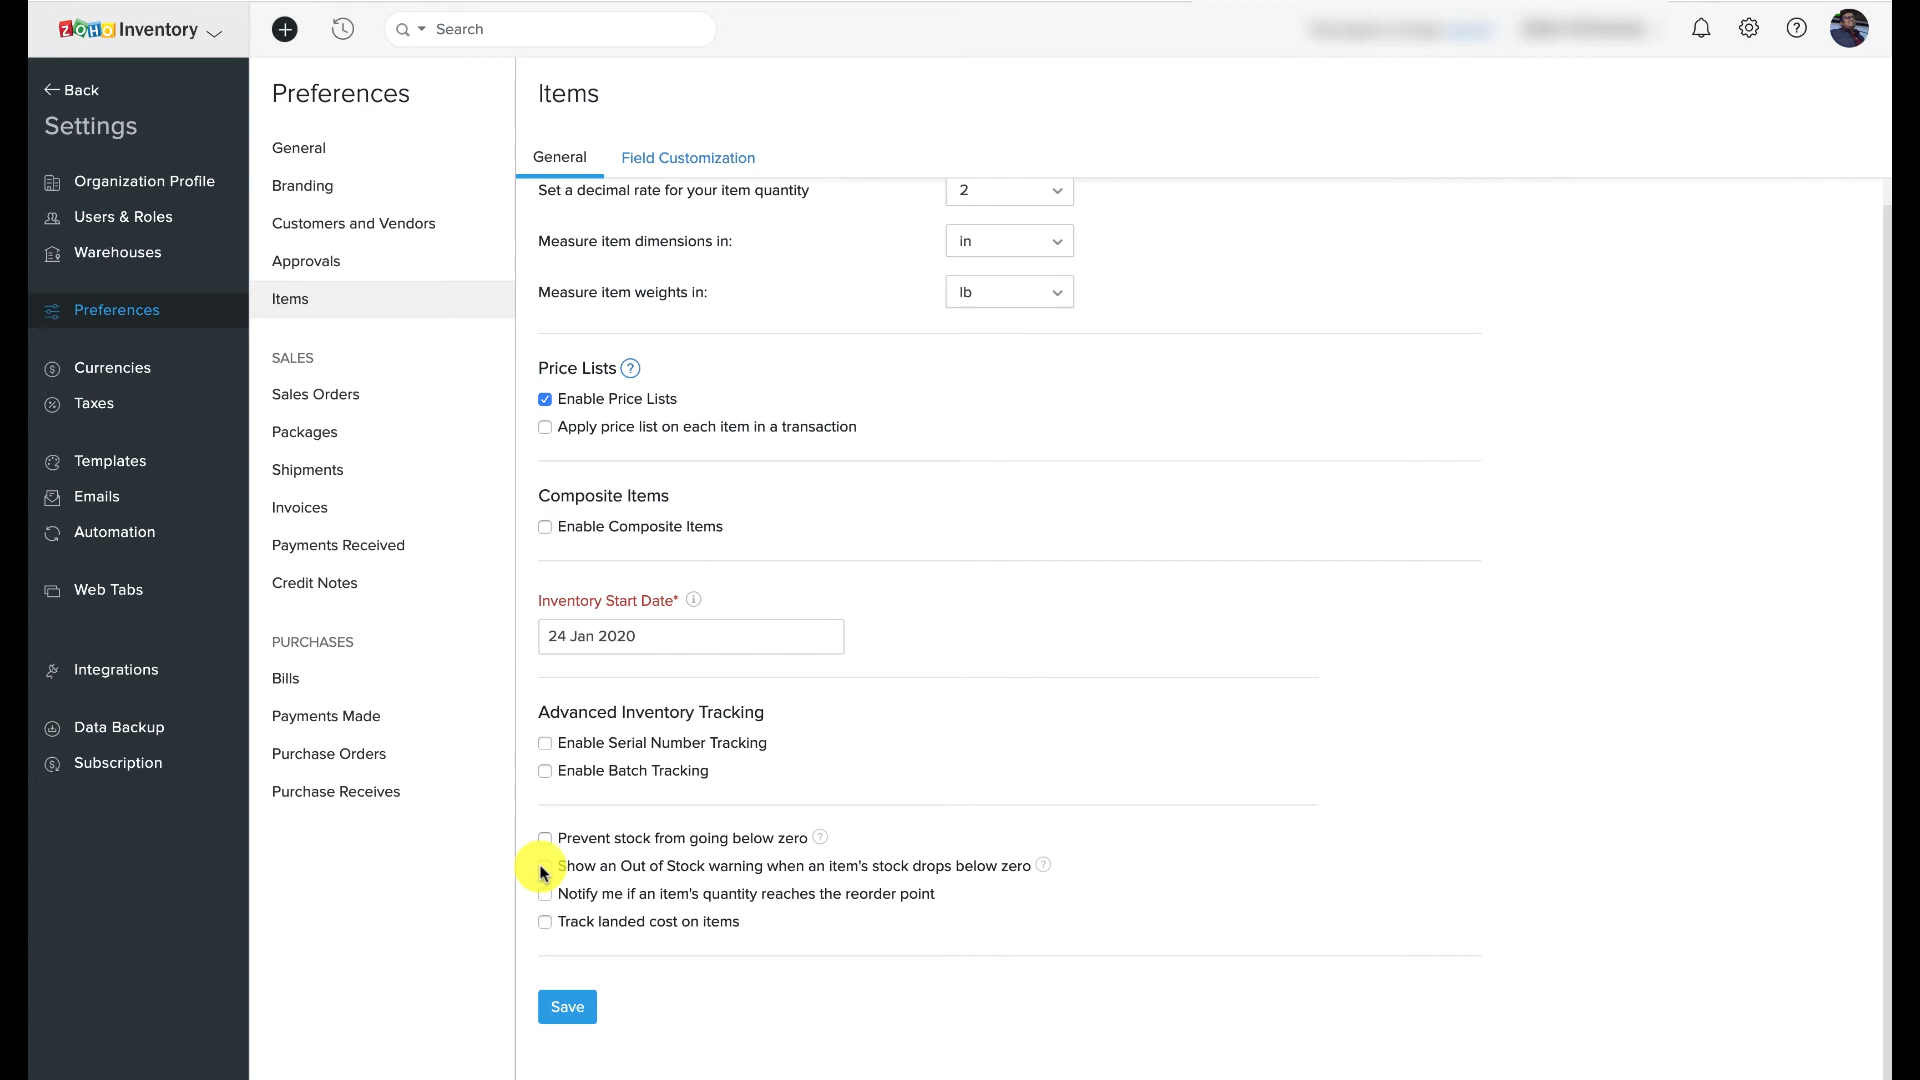 ZOHO Inventory
Search
Back
Settings
Organization Profile
Users & Roles
Warehouses
Preferences
Currencies
Taxes
Templates
Emails
Automation
Web Tabs
Integrations
Data Backup
Subscription
Preferences
General
Branding
Customers and Vendors
Approvals
Items
SALES
Sales Orders
Packages
Shipments
Invoices
Payments Received
Credit Notes
PURCHASES
Bills
Payments Made
Purchase Orders
Purchase Receives
Items
General Field Customization
Set a decimal rate for your item quantity 2
Measure item dimensions in: in
Measure item weights in: lb
Price Lists ?
Enable Price Lists
Apply price list on each item in a transaction
Composite Items
Enable Composite Items
Inventory Start Date*
24 Jan 2020
Advanced Inventory Tracking
Enable Serial Number Tracking
Enable Batch Tracking
Prevent stock from going below zero ?
Show an Out of Stock warning when an item's stock drops below zero ?
Notify me if an item's quantity reaches the reorder point
Track landed cost on items
Save